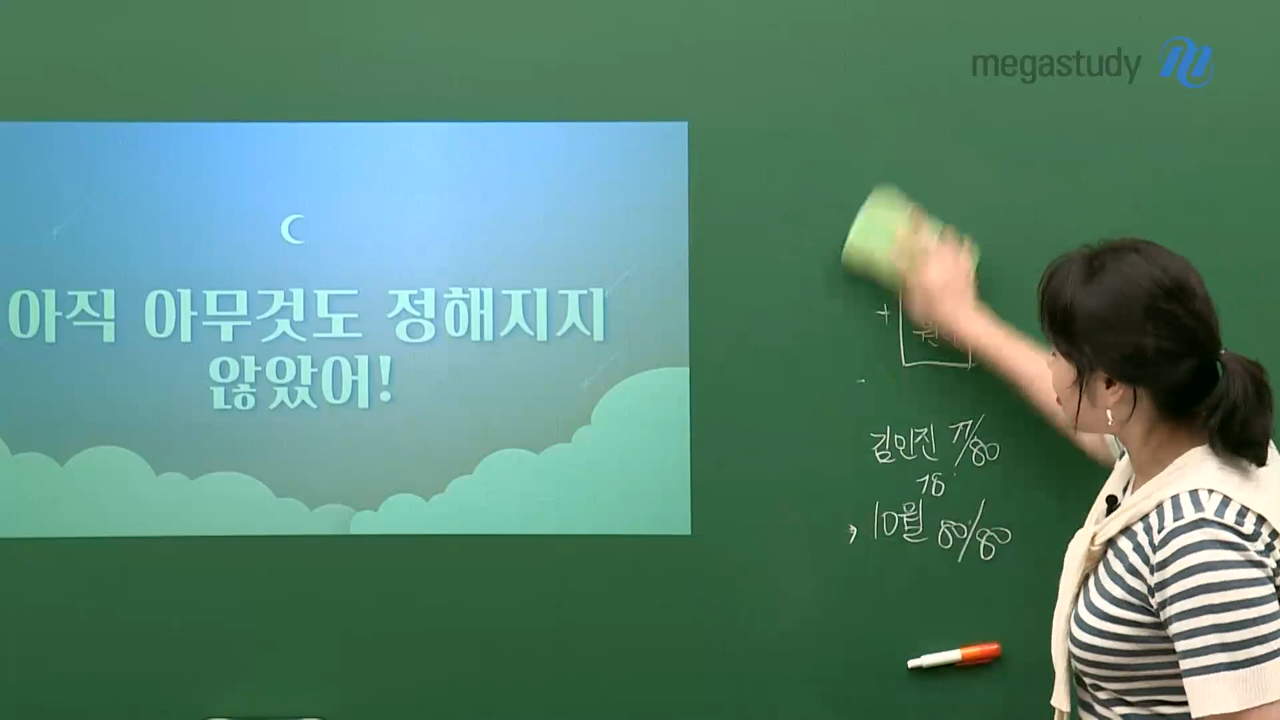 megastudy
아직 아무것도 정해지지
않았어!
+
김민진 77/80
78
, 10월 80/80